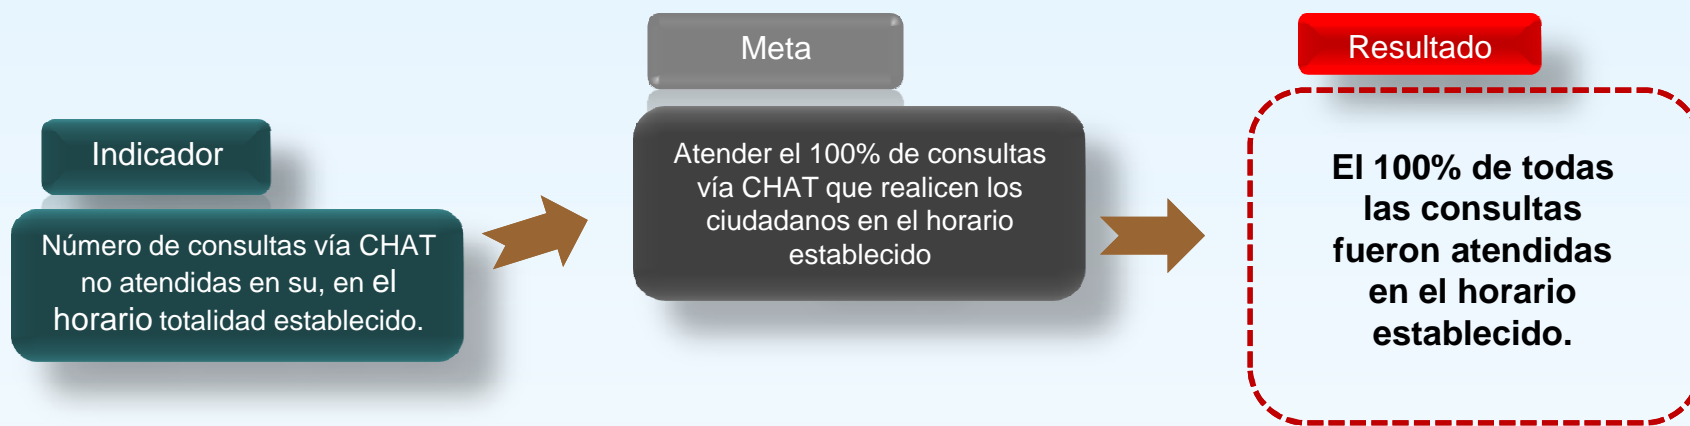 Indicador
Número de consultas vía CHAT
no atendidas en su, en el
horario totalidad establecido.
Meta
Atender el 100% de consultas
vía CHAT que realicen los
ciudadanos en el horario
establecido
Resultado
El 100% de todas
las consultas
fueron atendidas
en el horario
establecido.